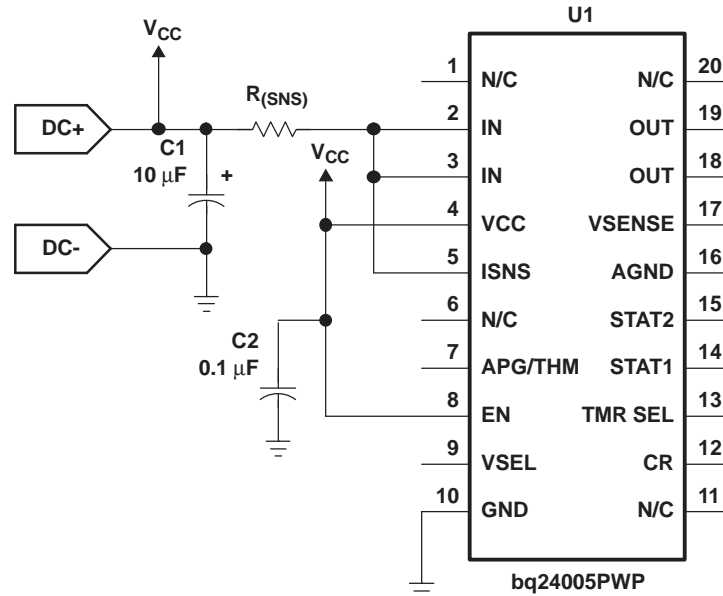 U1
VCC
1 N/C N/C 20
DC+ R(SNS) 2 IN OUT 19
C1
10 μF +
VCC
3 IN OUT 18
4 VCC VSENSE 17
DC-
5 ISNS AGND 16
6 N/C STAT2 15
C2
0.1 μF
7 APG/THM STAT1 14
8 EN TMR SEL 13
9 VSEL CR 12
10 GND N/C 11
bq24005PWP